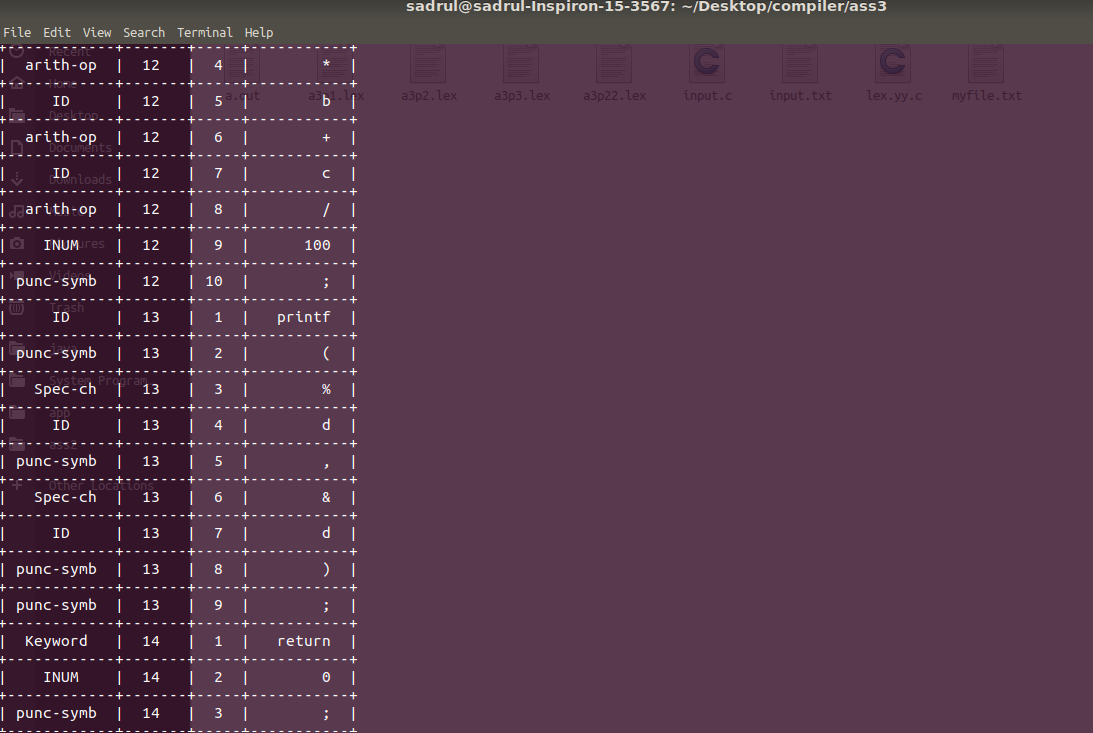 sadrul@sadrul-Inspiron-15-3567: ~/Desktop/compiler/ass3
File Edit View Search Terminal Help
+------------+-------+-----+-----------+
| arith-op | 12 | 4 | * |
+------------+-------+-----+-----------+
| ID | 12 | 5 | b |
+------------+-------+-----+-----------+
| arith-op | 12 | 6 | + |
+------------+-------+-----+-----------+
| ID | 12 | 7 | c |
+------------+-------+-----+-----------+
| arith-op | 12 | 8 | / |
+------------+-------+-----+-----------+
| INUM | 12 | 9 | 100 |
+------------+-------+-----+-----------+
| punc-symb | 12 | 10 | ; |
+------------+-------+-----+-----------+
| ID | 13 | 1 | printf |
+------------+-------+-----+-----------+
| punc-symb | 13 | 2 | ( |
+------------+-------+-----+-----------+
| Spec-ch | 13 | 3 | % |
+------------+-------+-----+-----------+
| ID | 13 | 4 | d |
+------------+-------+-----+-----------+
| punc-symb | 13 | 5 | , |
+------------+-------+-----+-----------+
| Spec-ch | 13 | 6 | & |
+------------+-------+-----+-----------+
| ID | 13 | 7 | d |
+------------+-------+-----+-----------+
| punc-symb | 13 | 8 | ) |
+------------+-------+-----+-----------+
| punc-symb | 13 | 9 | ; |
+------------+-------+-----+-----------+
| Keyword | 14 | 1 | return |
+------------+-------+-----+-----------+
| INUM | 14 | 2 | 0 |
+------------+-------+-----+-----------+
| punc-symb | 14 | 3 | ; |
+------------+-------+-----+-----------+
Recent
Home
Desktop
Documents
Downloads
Videos
Trash
java
System Program
app
ass2
Other Locations
a.out a3p1.lex a3p2.lex a3p3.lex a3p22.lex input.c input.txt lex.yy.c myfile.txt